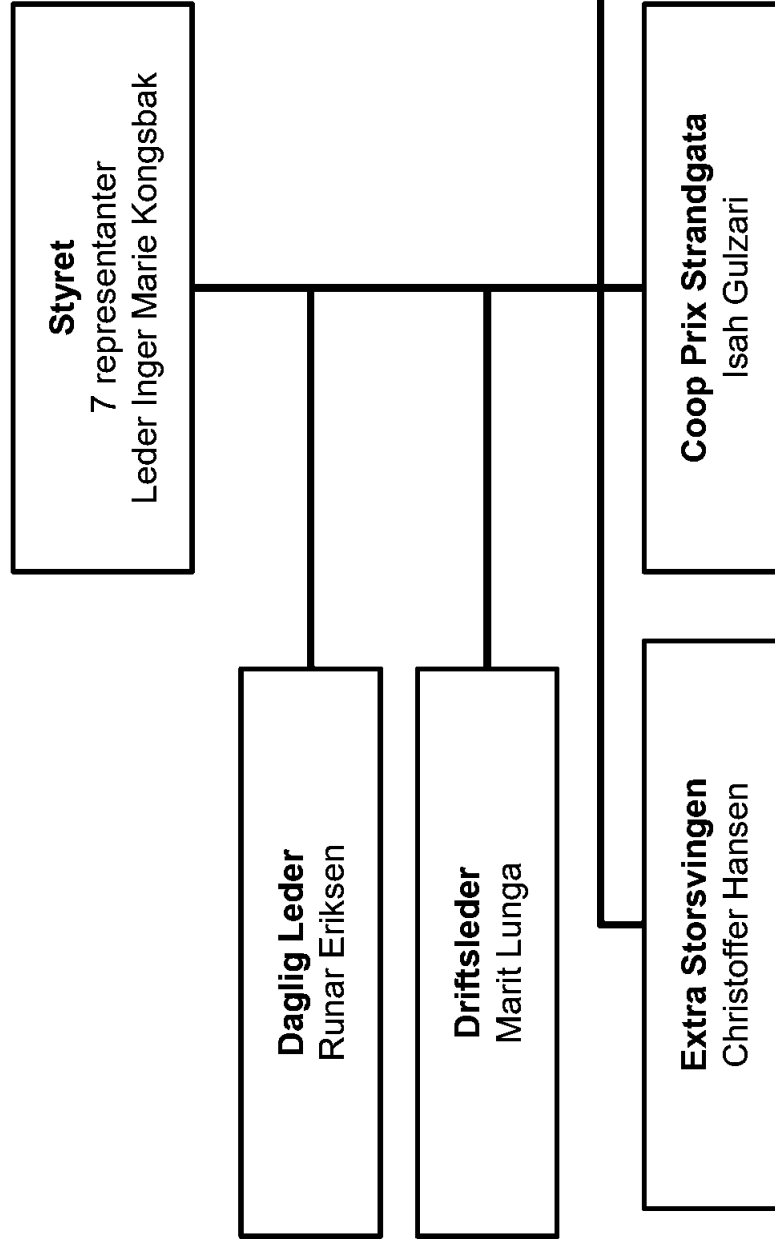 Styret
7 representanter
Leder Inger Marie Kongsbak
Daglig Leder
Runar Eriksen
Driftsleder
Marit Lunga
Extra Storsvingen
Christoffer Hansen
Coop Prix Strandgata
Isah Gulzari